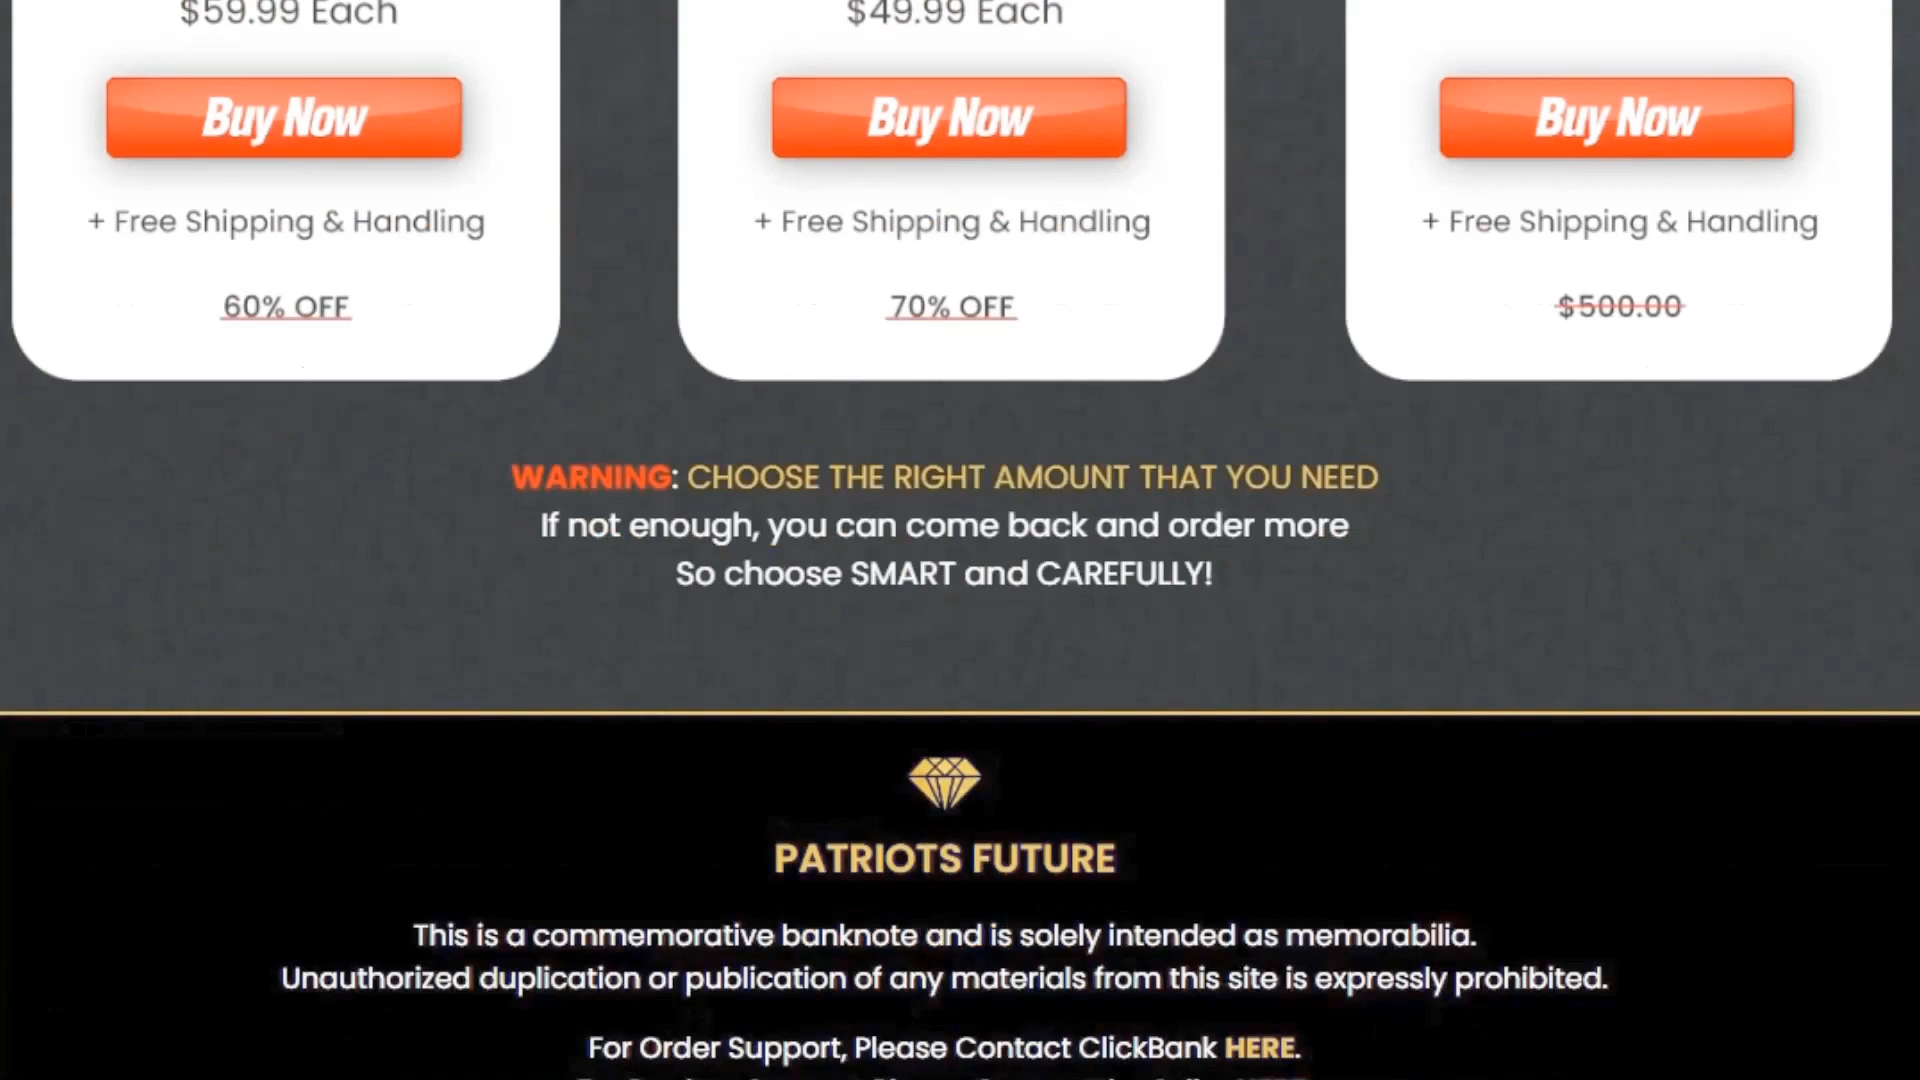 $59.99 Each
$49.99 Each
Buy Now
Buy Now
Buy Now
+ Free Shipping & Handling
+ Free Shipping & Handling
+ Free Shipping & Handling
60% OFF
70% OFF
$500.00
WARNING: CHOOSE THE RIGHT AMOUNT THAT YOU NEED
If not enough, you can come back and order more
So choose SMART and CAREFULLY!
PATRIOTS FUTURE
This is a commemorative banknote and is solely intended as memorabilia.
Unauthorized duplication or publication of any materials from this site is expressly prohibited.
For Order Support, Please Contact ClickBank HERE.